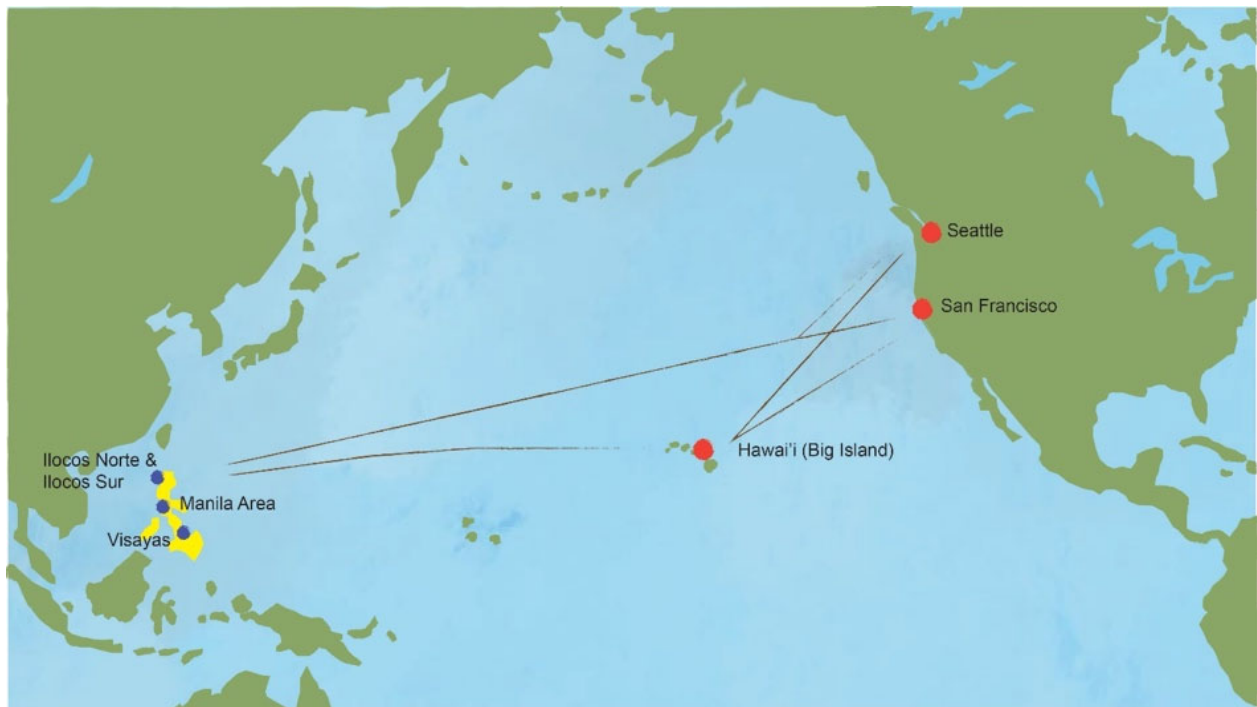 Seattle
San Francisco
Hawai'i (Big Island)
Ilocos Norte &
Ilocos Sur
Manila Area
Visayas